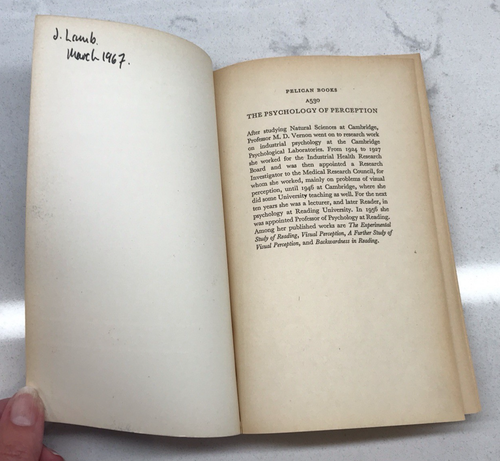 J. Lamb.
March 1967.
PELICAN BOOKS
A530
THE PSYCHOLOGY OF PERCEPTION
After studying Natural Sciences at Cambridge,
Professor M. D. Vernon went on to research work
on industrial psychology at the Cambridge
Psychological Laboratories. From 1924 to 1927
she worked for the Industrial Health Research
Board and was then appointed a Research
Investigator to the Medical Research Council, for
whom she worked, mainly on problems of visual
perception, until 1946 at Cambridge, where she
did some University teaching as well. For the next
ten years she was a lecturer, and later Reader, in
psychology at Reading University. In 1956 she
was appointed Professor of Psychology at Reading.
Among her published works are The Experimental
Study of Reading, Visual Perception, A Further Study of
Visual Perception, and Backwardness in Reading.